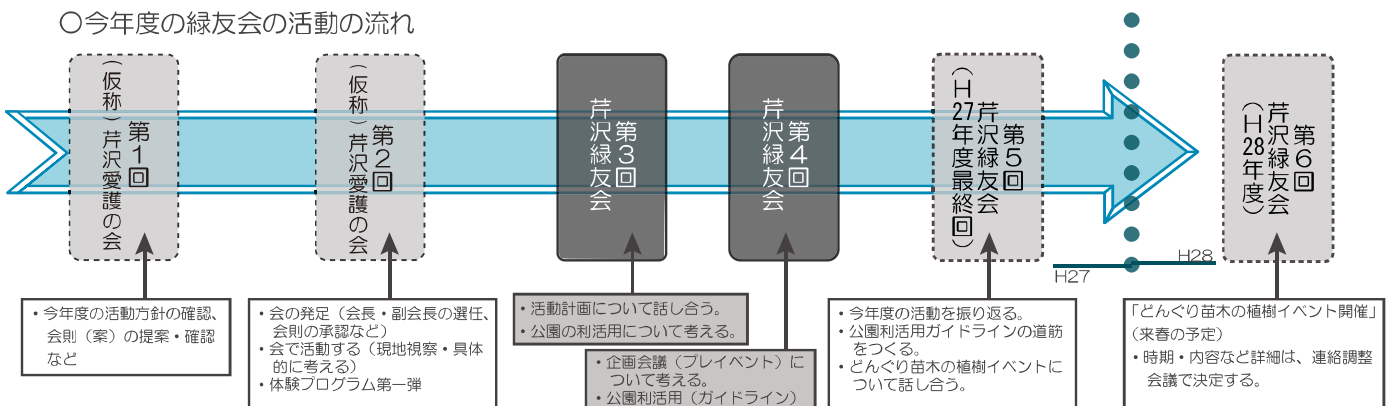 〇今年度の緑友会の活動の流れ
第1回
(仮称)芹沢愛護の会
第2回
(仮称)芹沢愛護の会
第3回
芹沢緑友会
第4回
芹沢緑友会
第5回
芹沢緑友会
(H27年度最終回)
第6回
芹沢緑友会
(H28年度)
H27
H28
・今年度の活動方針の確認、
会則(案)の提案・確認
など
・会の発足(会長・副会長の選任、
会則の承認など)
・会で活動する(現地視察・具体
的に考える)
・体験プログラム第一弾
・活動計画について話し合う。
・公園の利活用について考える。
・企画会議(プレイベント)に
ついて考える。
・公園利活用(ガイドライン)
・今年度の活動を振り返る。
・公園利活用ガイドラインの道筋
をつくる。
・どんぐり苗木の植樹イベントに
ついて話し合う。
「どんぐり苗木の植樹イベント開催」
(来春の予定)
・時期・内容など詳細は、連絡調整
会議で決定する。